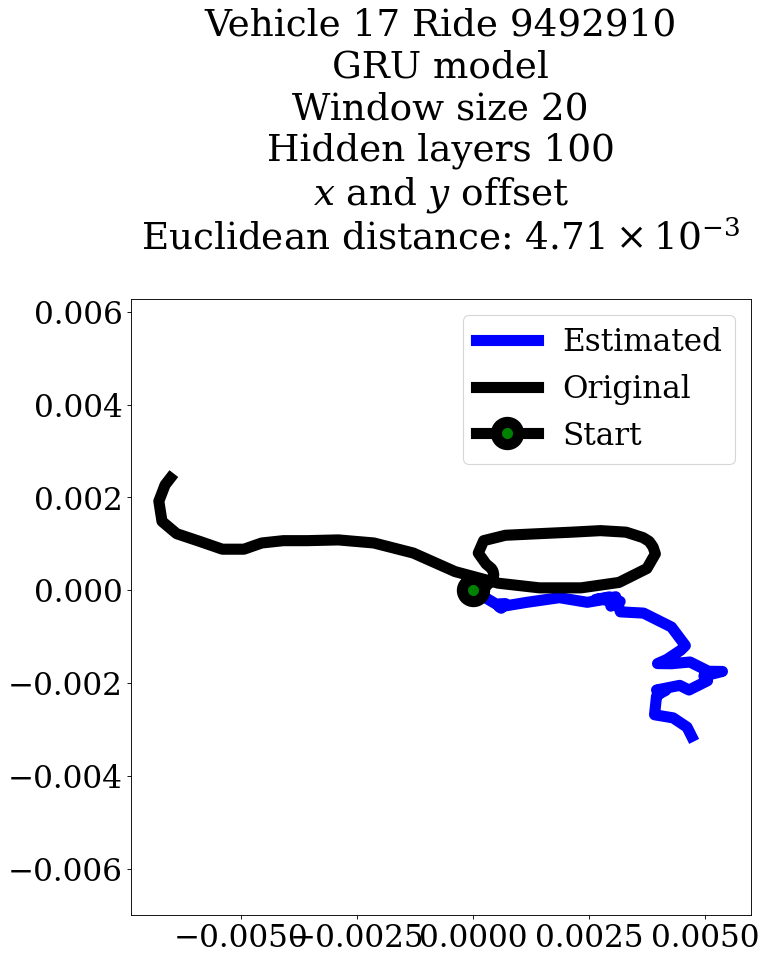 Vehicle 17 Ride 9492910
GRU model
Window size 20
Hidden layers 100
x and y offset
Euclidean distance: 4.71 × 10⁻³
0.006
0.004
0.002
0.000
−0.002
−0.004
−0.006
Estimated
Original
Start
−0.0050 −0.0025 0.0000 0.0025 0.0050